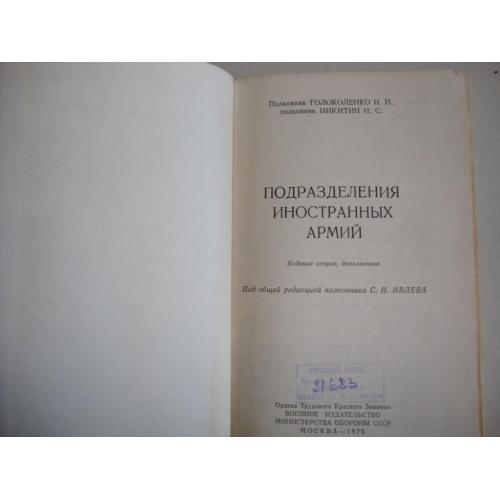 Полковник ГОЛОКОЛЕНКО И. И.,
полковник НИКИТИН Н. С.
ПОДРАЗДЕЛЕНИЯ
ИНОСТРАННЫХ
АРМИЙ
Издание второе, дополненное
Под общей редакцией полковника С. Н. ИВЛЕВА
21683
Ордена Трудового Красного Знамени
ВОЕННОЕ ИЗДАТЕЛЬСТВО
МИНИСТЕРСТВА ОБОРОНЫ СССР
МОСКВА — 1975